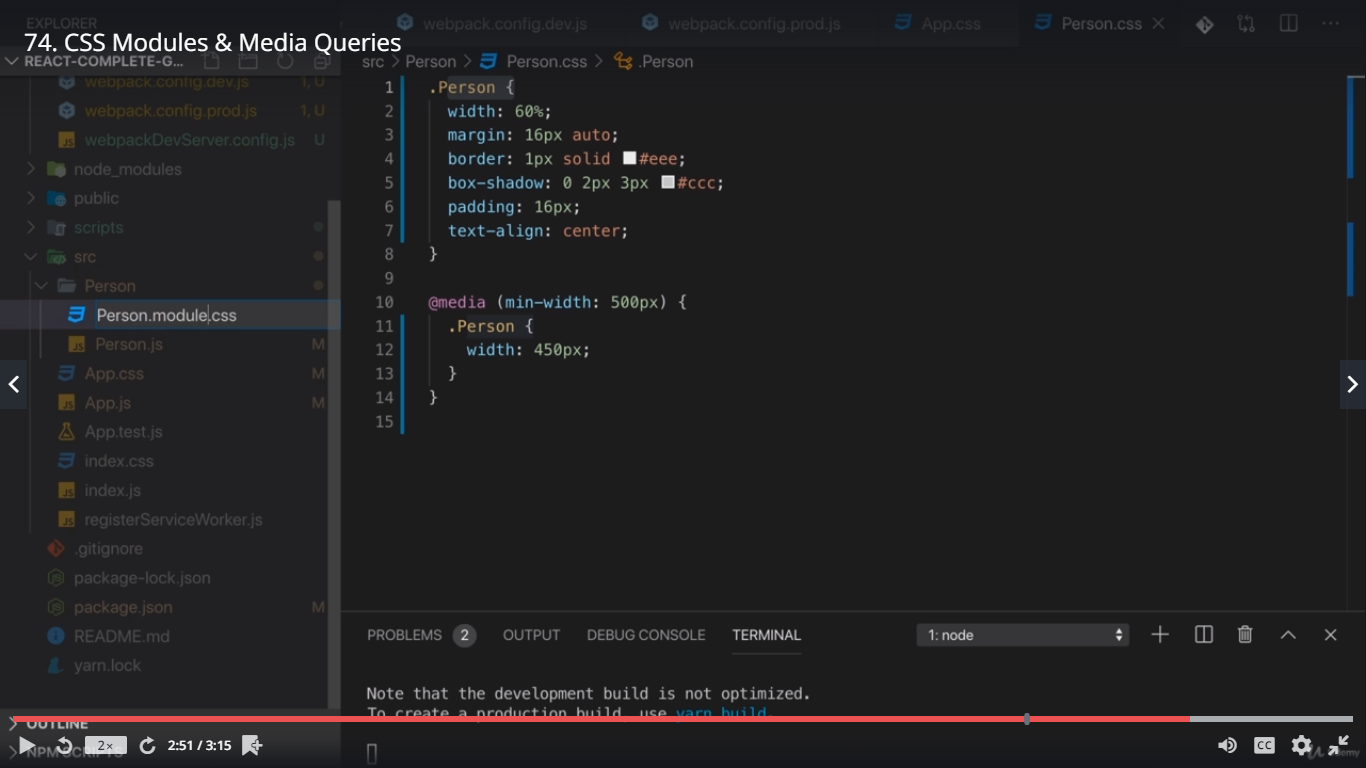 EXPLORER
webpack.config.dev.js
webpack.config.prod.js
App.css
Person.css
74. CSS Modules & Media Queries
REACT-COMPLETE-G...
src > Person > Person.css > .Person
webpack.config.dev.js 1, U
webpack.config.prod.js 1, U
webpackDevServer.config.js U
node_modules
public
scripts
src
Person
Person.module.css
Person.js M
App.css M
App.js M
App.test.js
index.css
index.js
registerServiceWorker.js
.gitignore
package-lock.json
package.json M
README.md
yarn.lock
OUTLINE
NPM SCRIPTS
1 .Person {
2 width: 60%;
3 margin: 16px auto;
4 border: 1px solid #eee;
5 box-shadow: 0 2px 3px #ccc;
6 padding: 16px;
7 text-align: center;
8 }
9
10 @media (min-width: 500px) {
11 .Person {
12 width: 450px;
13 }
14 }
15
PROBLEMS 2 OUTPUT DEBUG CONSOLE TERMINAL 1: node
Note that the development build is not optimized.
To create a production build, use yarn build.
2x 2:51 / 3:15
CC
Udemy